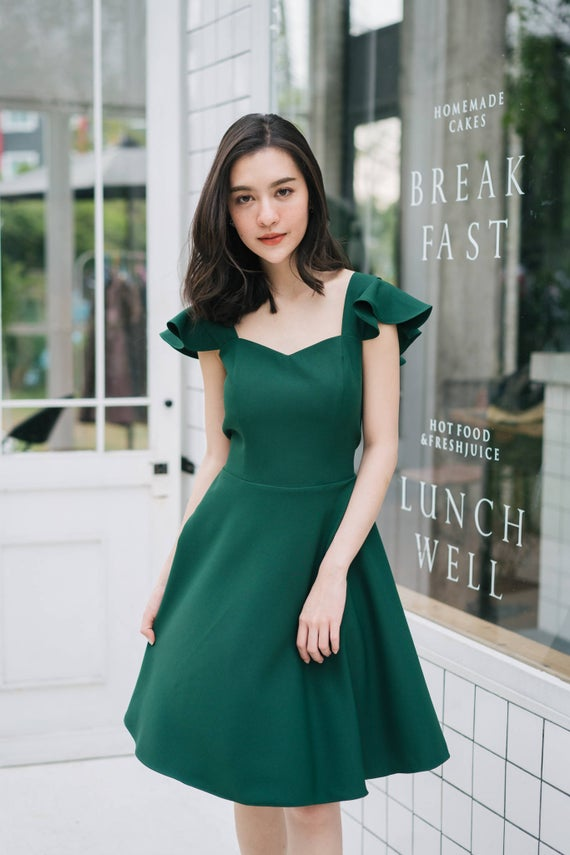 HOMEMADE
CAKES
BREAK
FAST
HOT FOOD
&FRESHJUICE
LUNCH
WELL